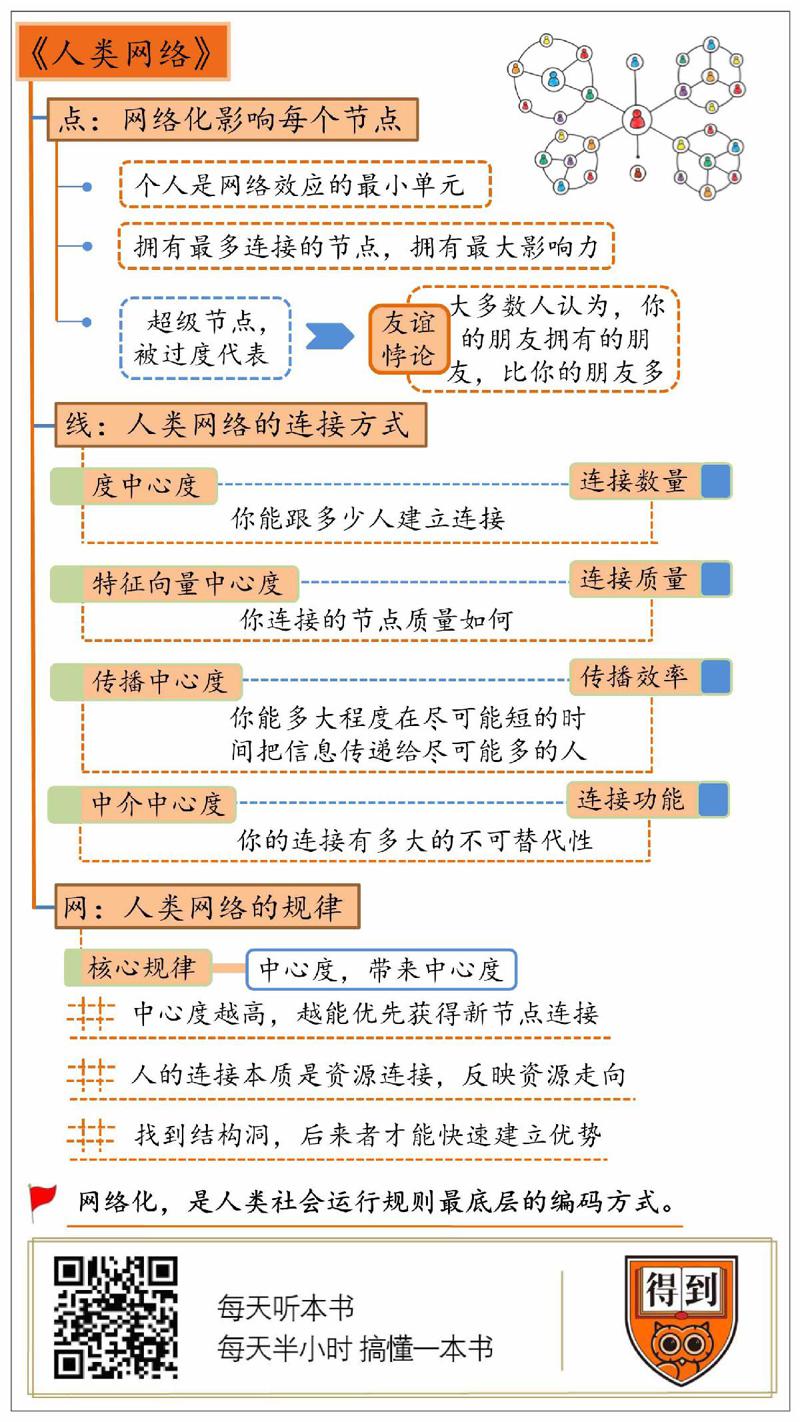 《人类网络》
点：网络化影响每个节点
个人是网络效应的最小单元
拥有最多连接的节点，拥有最大影响力
超级节点，
被过度代表
友谊
悖论
大多数人认为，你
的朋友拥有的朋
友，比你的朋友多
线：人类网络的连接方式
度中心度
连接数量
你能跟多少人建立连接
特征向量中心度
连接质量
你连接的节点质量如何
传播中心度
传播效率
你能多大程度在尽可能短的时
间把信息传递给尽可能多的人
中介中心度
连接功能
你的连接有多大的不可替代性
网：人类网络的规律
核心规律
中心度，带来中心度
中心度越高，越能优先获得新节点连接
人的连接本质是资源连接，反映资源走向
找到结构洞，后来者才能快速建立优势
网络化，是人类社会运行规则最底层的编码方式。
每天听本书
每天半小时 搞懂一本书
得到